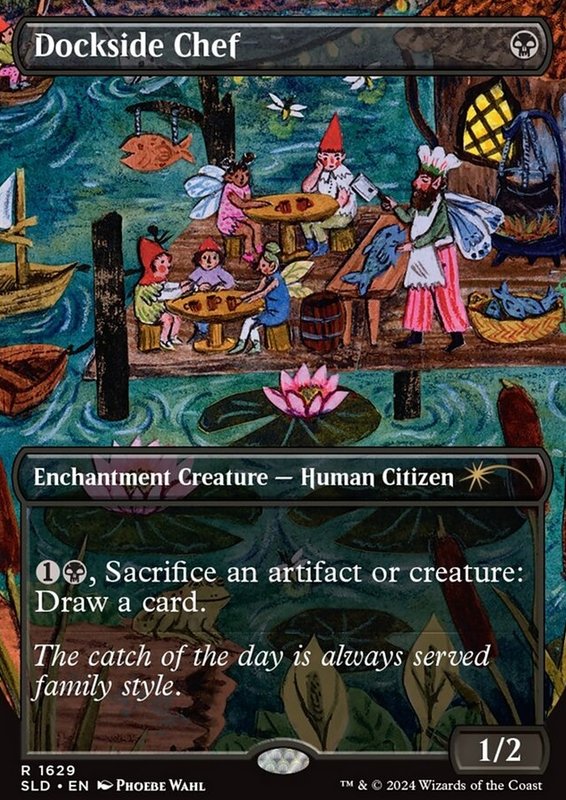 Dockside Chef
Enchantment Creature — Human Citizen
1, Sacrifice an artifact or creature:
Draw a card.
The catch of the day is always served
family style.
1/2
R 1629
SLD • EN Phoebe Wahl
™ & © 2024 Wizards of the Coast